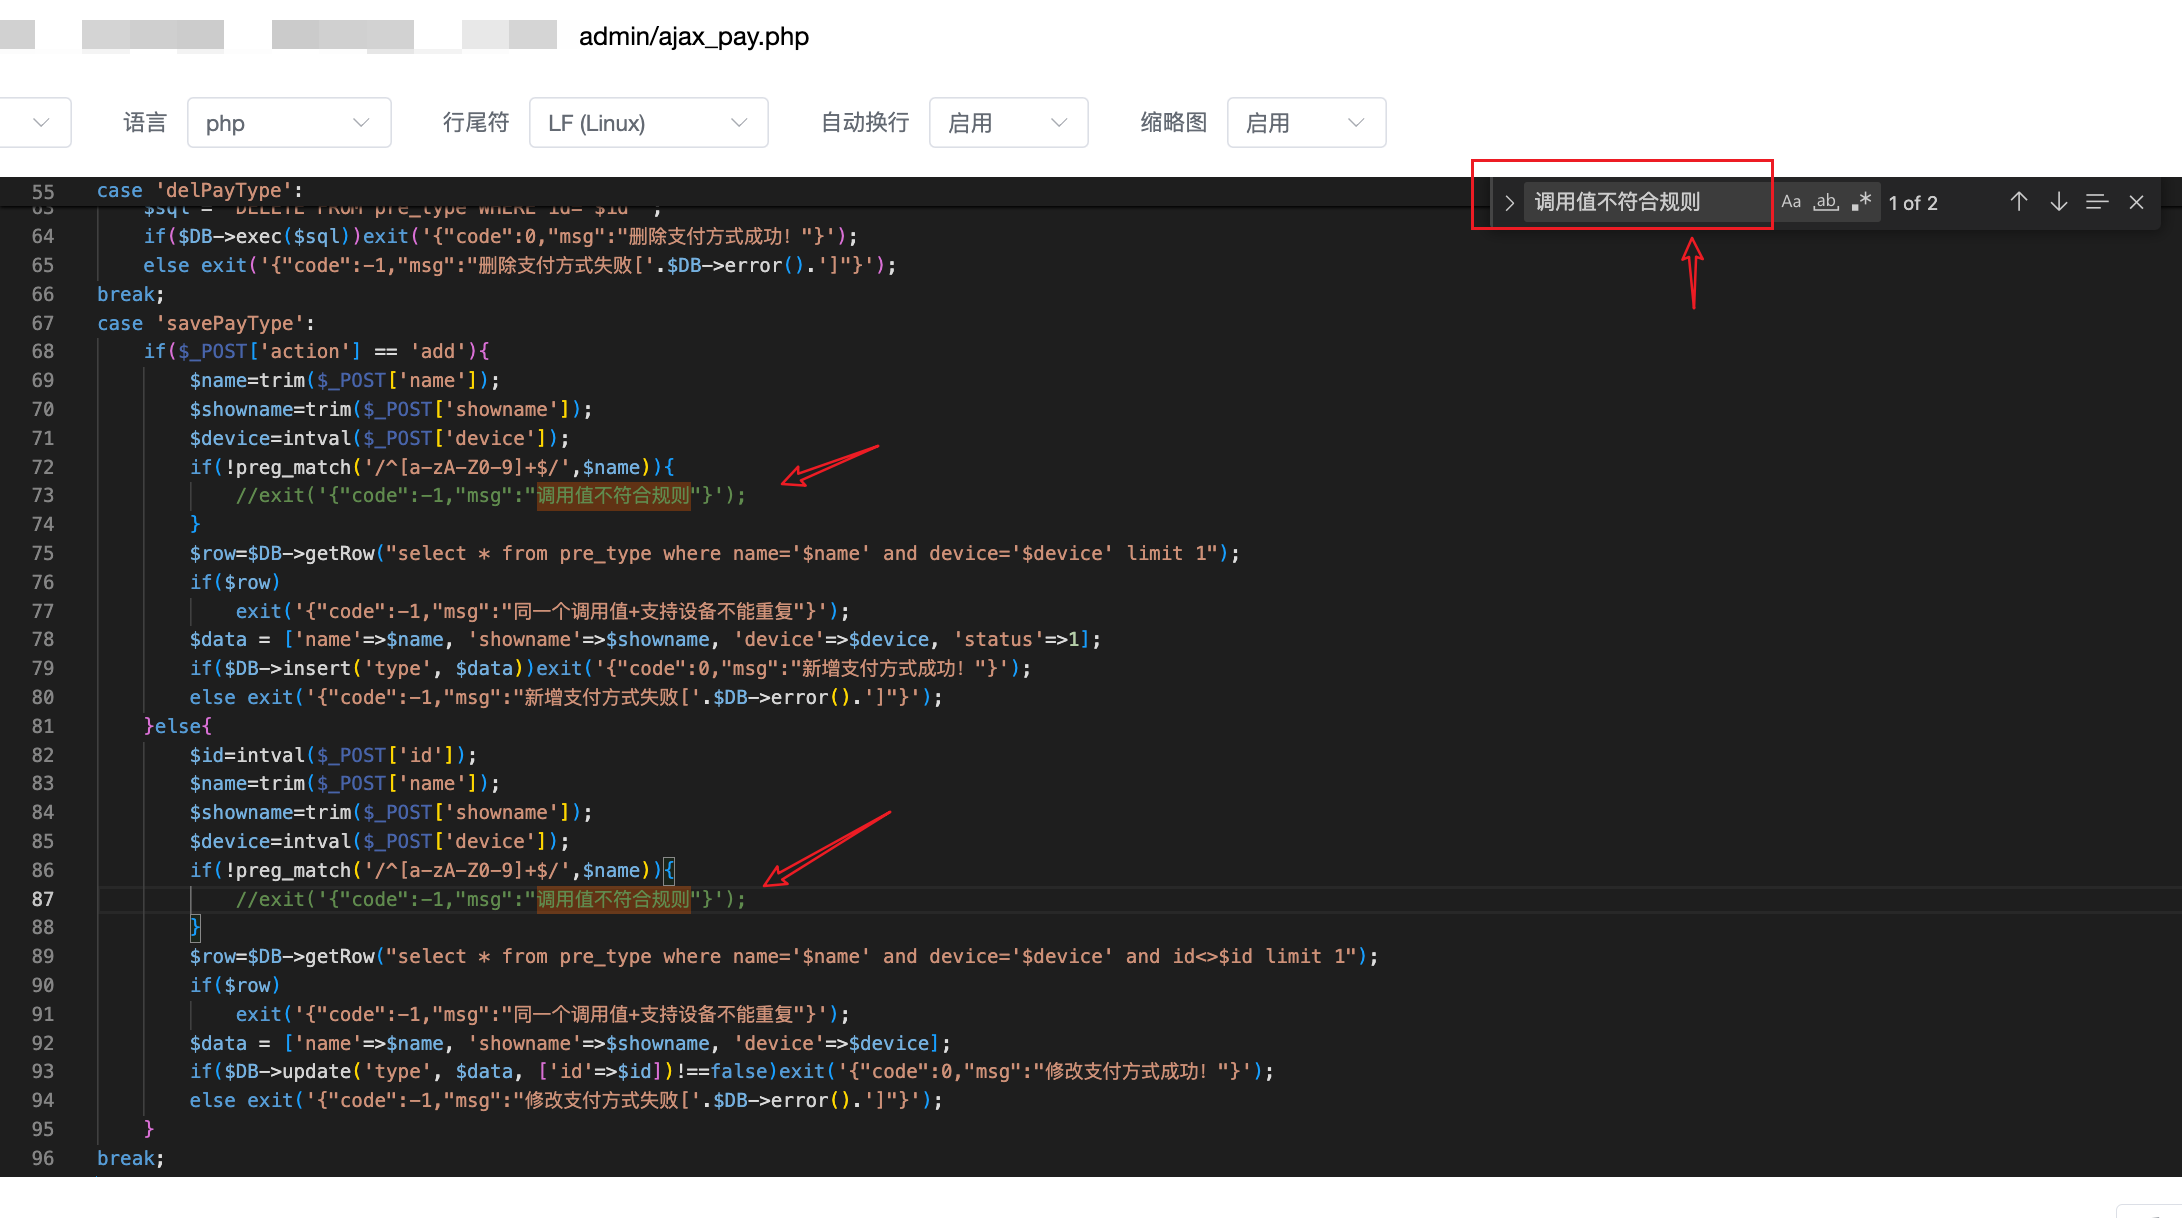 admin/ajax_pay.php
语言 php 行尾符 LF (Linux) 自动换行 启用 缩略图 启用
调用值不符合规则 Aa ab .* 1 of 2
55 case 'delPayType':
63 $sql = "DELETE FROM pre_type WHERE id='$id'";
64 if($DB->exec($sql))exit('{"code":0,"msg":"删除支付方式成功！"}');
65 else exit('{"code":-1,"msg":"删除支付方式失败['.$DB->error().']"}');
66 break;
67 case 'savePayType':
68 if($_POST['action'] == 'add'){
69 $name=trim($_POST['name']);
70 $showname=trim($_POST['showname']);
71 $device=intval($_POST['device']);
72 if(!preg_match('/^[a-zA-Z0-9]+$/',$name)){
73 //exit('{"code":-1,"msg":"调用值不符合规则"}');
74 }
75 $row=$DB->getRow("select * from pre_type where name='$name' and device='$device' limit 1");
76 if($row)
77 exit('{"code":-1,"msg":"同一个调用值+支持设备不能重复"}');
78 $data = ['name'=>$name, 'showname'=>$showname, 'device'=>$device, 'status'=>1];
79 if($DB->insert('type', $data))exit('{"code":0,"msg":"新增支付方式成功！"}');
80 else exit('{"code":-1,"msg":"新增支付方式失败['.$DB->error().']"}');
81 }else{
82 $id=intval($_POST['id']);
83 $name=trim($_POST['name']);
84 $showname=trim($_POST['showname']);
85 $device=intval($_POST['device']);
86 if(!preg_match('/^[a-zA-Z0-9]+$/',$name)){
87 //exit('{"code":-1,"msg":"调用值不符合规则"}');
88 }
89 $row=$DB->getRow("select * from pre_type where name='$name' and device='$device' and id<>$id limit 1");
90 if($row)
91 exit('{"code":-1,"msg":"同一个调用值+支持设备不能重复"}');
92 $data = ['name'=>$name, 'showname'=>$showname, 'device'=>$device];
93 if($DB->update('type', $data, ['id'=>$id])!==false)exit('{"code":0,"msg":"修改支付方式成功！"}');
94 else exit('{"code":-1,"msg":"修改支付方式失败['.$DB->error().']"}');
95 }
96 break;